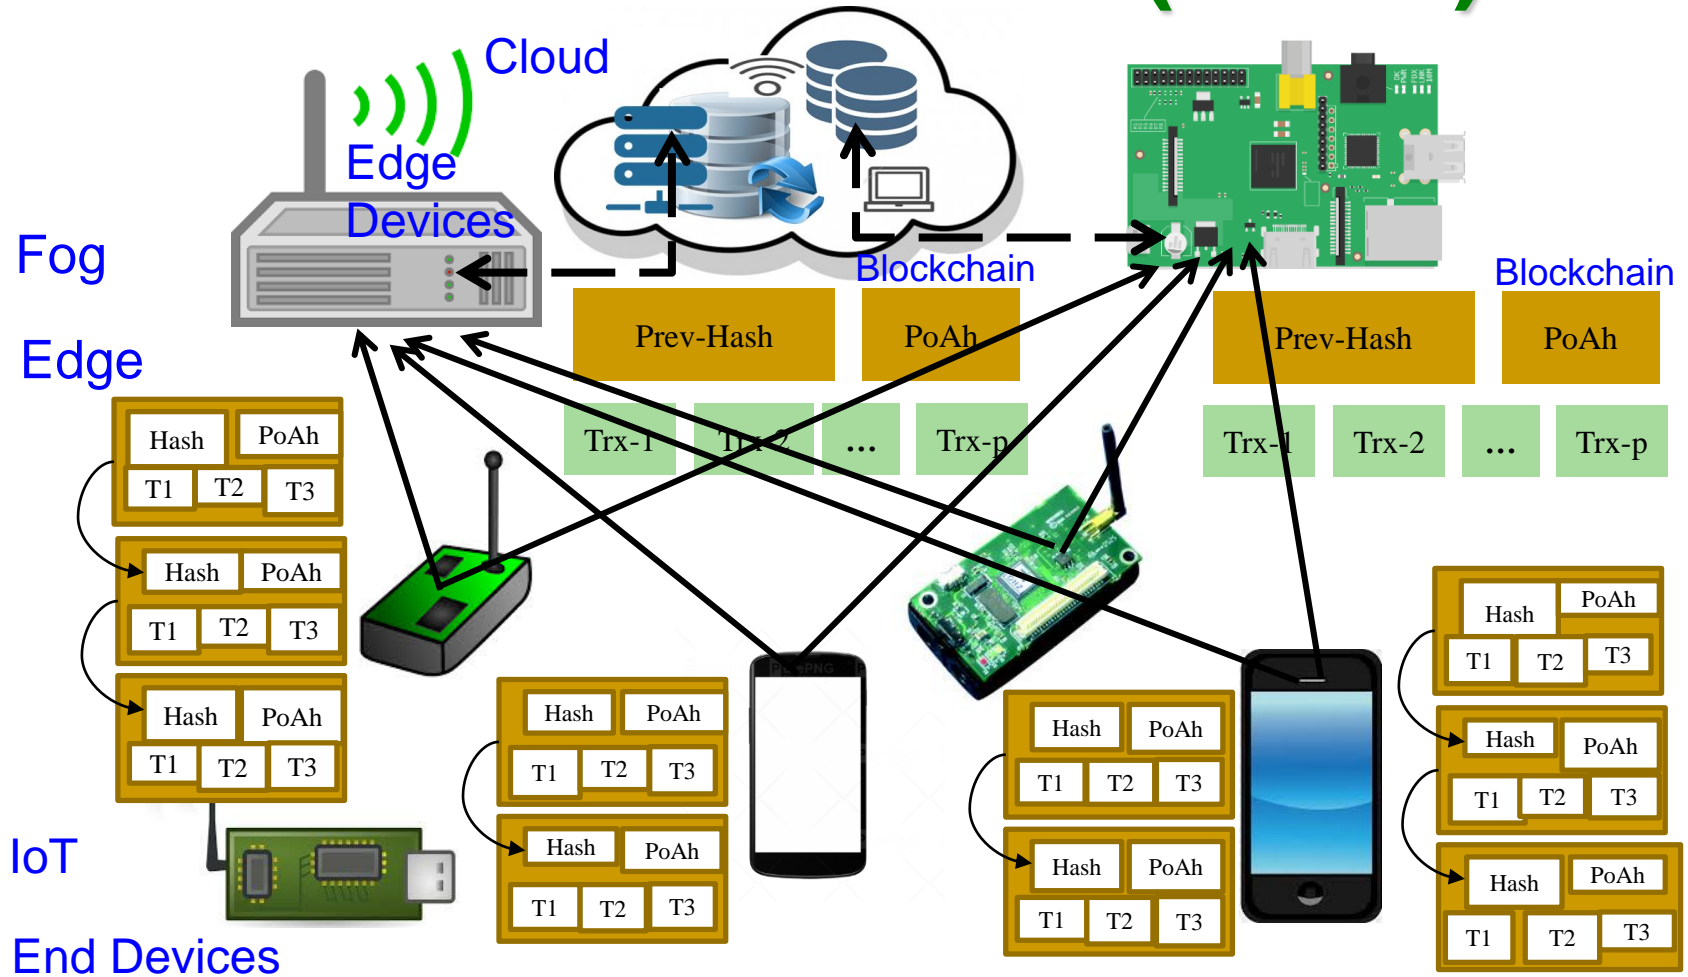 Cloud
Edge
Devices
Fog
Blockchain
Blockchain
Prev-Hash
PoAh
Prev-Hash
PoAh
Edge
Trx-1
Trx-2
...
Trx-p
Trx-1
Trx-2
...
Trx-p
Hash
PoAh
T1
T2
T3
Hash
PoAh
T1
T2
T3
Hash
PoAh
T1
T2
T3
Hash
PoAh
T1
T2
T3
Hash
PoAh
T1
T2
T3
Hash
PoAh
T1
T2
T3
Hash
PoAh
T1
T2
T3
Hash
PoAh
T1
T2
T3
Hash
PoAh
T1
T2
T3
Hash
PoAh
T1
T2
T3
IoT
End Devices